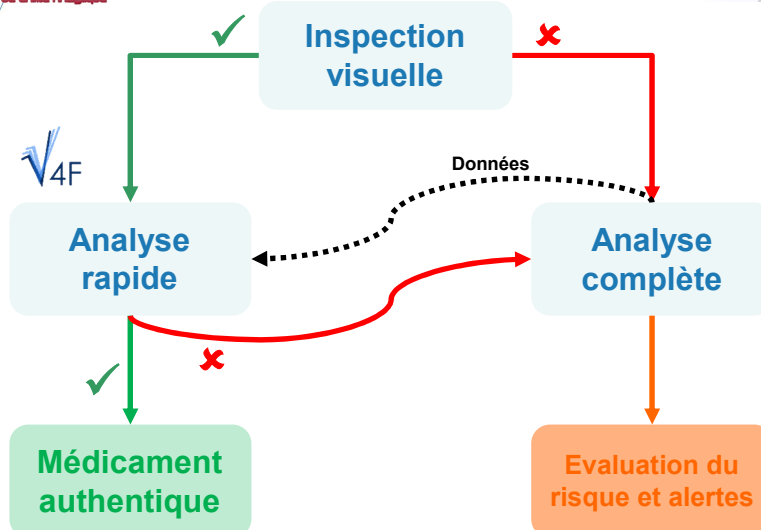 Inspection
visuelle
Données
√4F
Analyse
rapide
Analyse
complète
Médicament
authentique
Evaluation du
risque et alertes